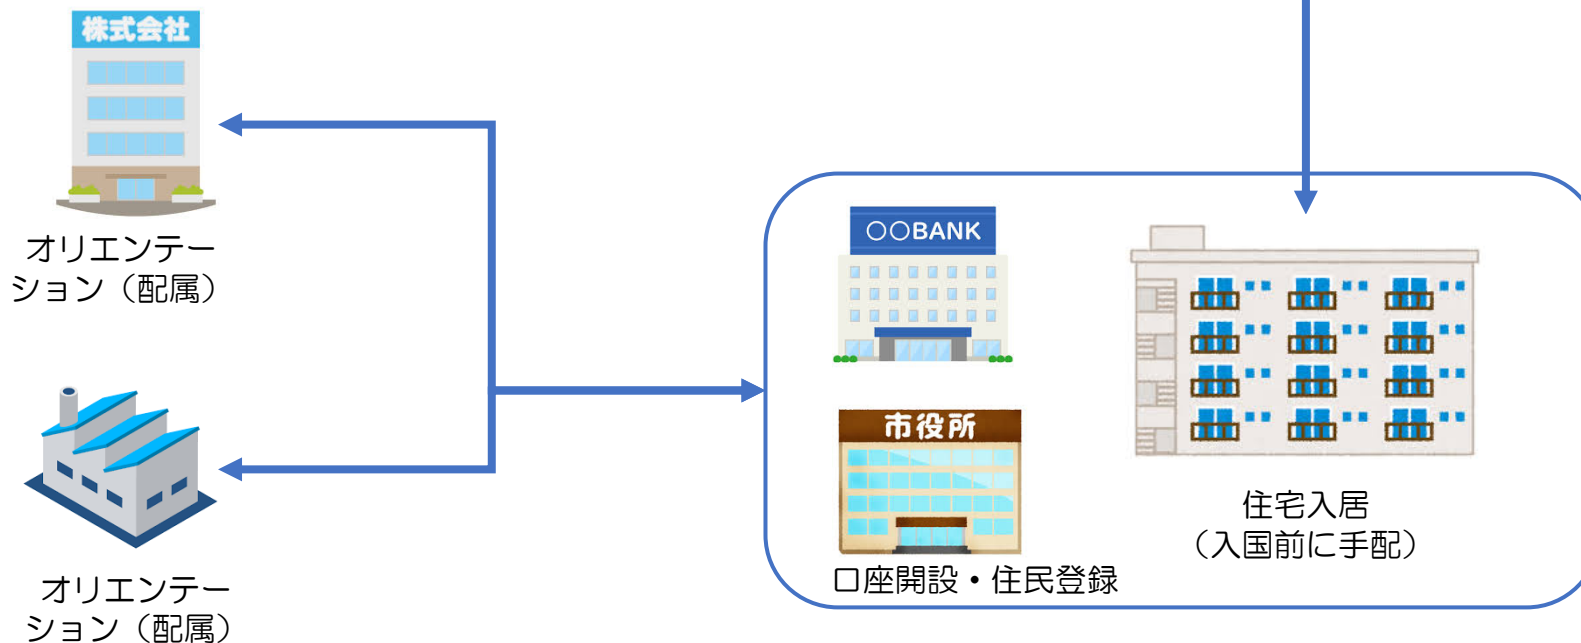 株式会社
オリエンテー
ション（配属）
オリエンテー
ション（配属）
〇〇BANK
市役所
口座開設・住民登録
住宅入居
（入国前に手配）